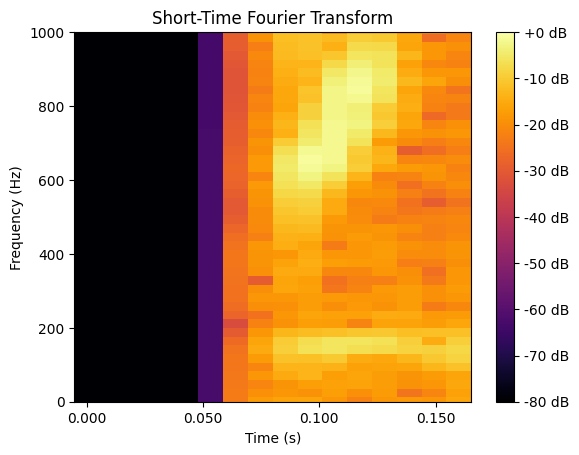 Short-Time Fourier Transform
1000
800
600
400
200
0
Frequency (Hz)
0.000
0.050
0.100
0.150
Time (s)
+0 dB
-10 dB
-20 dB
-30 dB
-40 dB
-50 dB
-60 dB
-70 dB
-80 dB